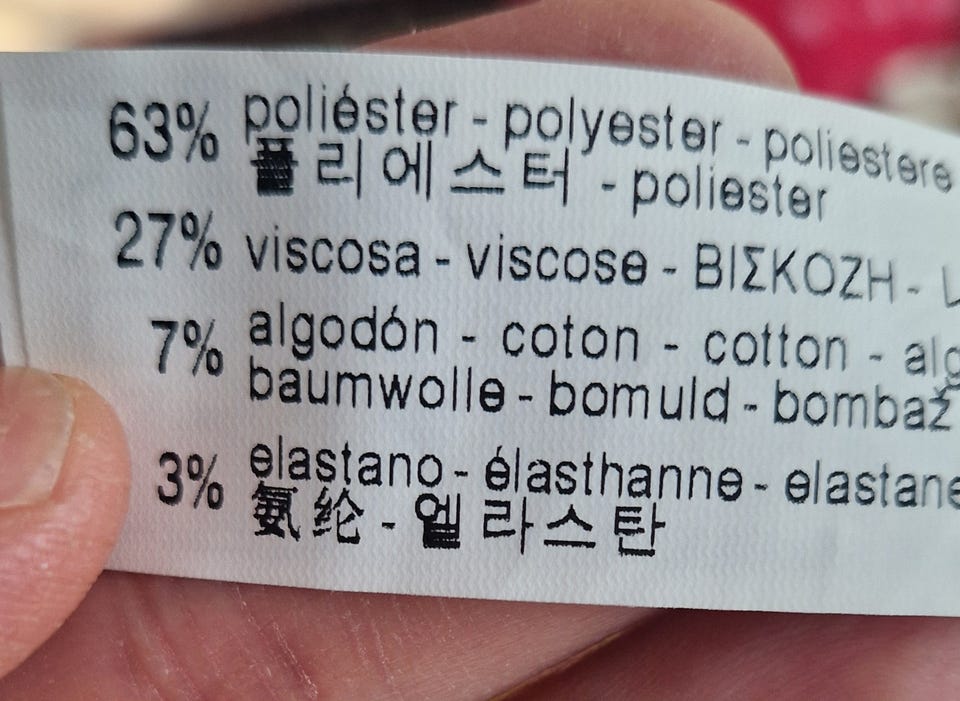 63% poliéster - polyester - poliestere
폴리에스터 - poliester
27% viscosa - viscose - ΒΙΣΚΟΖΗ -
7% algodón - coton - cotton -
baumwolle - bomuld - bombaž
3% elastano - élasthanne - elastane
氨纶 - 엘라스탄